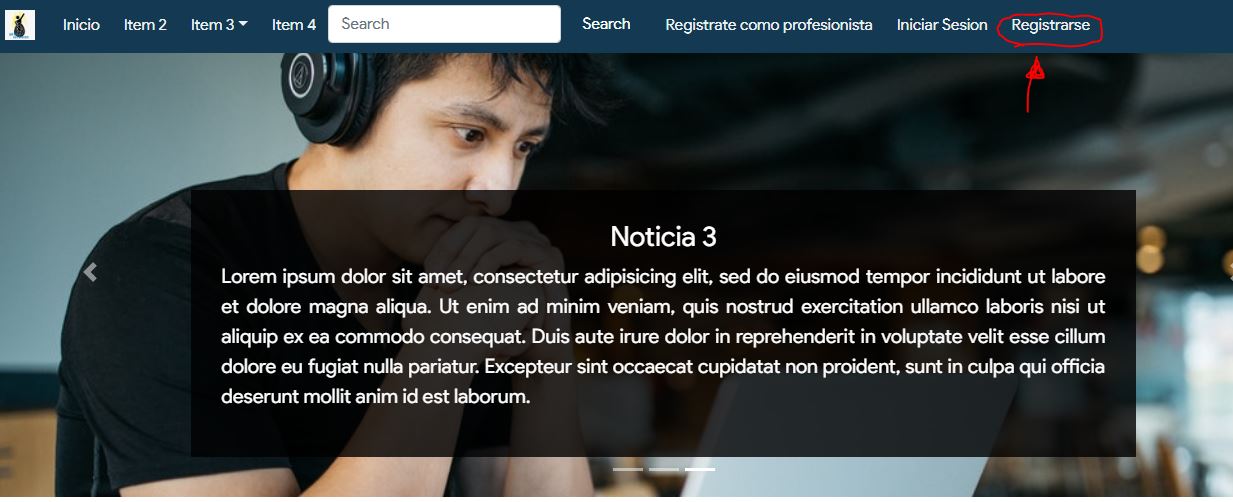 Inicio Item 2 Item 3 Item 4 Search Search Registrate como profesionista Iniciar Sesion Registrarse
Noticia 3
Lorem ipsum dolor sit amet, consectetur adipisicing elit, sed do eiusmod tempor incididunt ut labore
et dolore magna aliqua. Ut enim ad minim veniam, quis nostrud exercitation ullamco laboris nisi ut
aliquip ex ea commodo consequat. Duis aute irure dolor in reprehenderit in voluptate velit esse cillum
dolore eu fugiat nulla pariatur. Excepteur sint occaecat cupidatat non proident, sunt in culpa qui officia
deserunt mollit anim id est laborum.